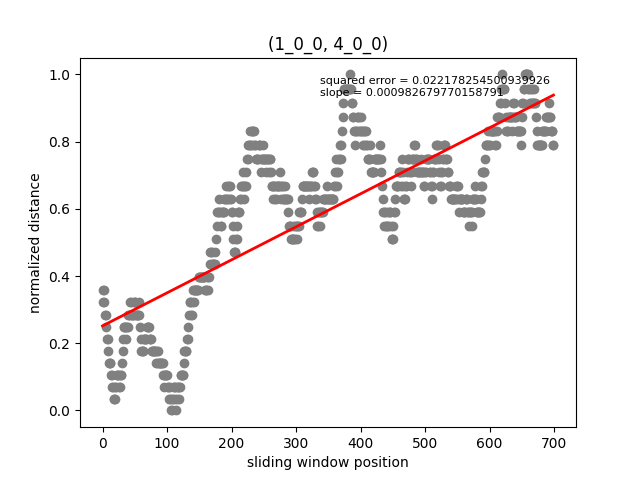 (1_0_0, 4_0_0)
squared error = 0.022178254500939926
slope = 0.000982679770158791
normalized distance
1.0
0.8
0.6
0.4
0.2
0.0
0 100 200 300 400 500 600 700
sliding window position